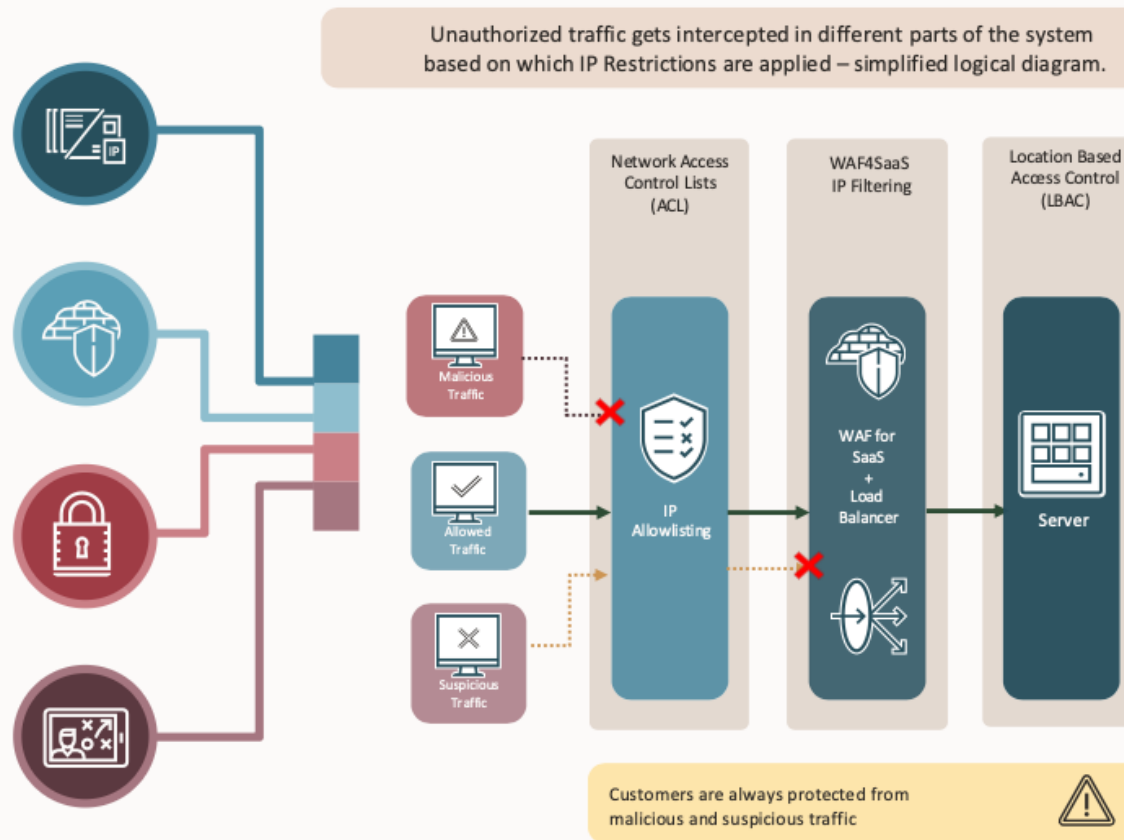 Unauthorized traffic gets intercepted in different parts of the system
based on which IP Restrictions are applied – simplified logical diagram.
IP
Network Access
Control Lists
(ACL)
WAF4SaaS
IP Filtering
Location Based
Access Control
(LBAC)
Malicious
Traffic
Allowed
Traffic
Suspicious
Traffic
IP
Allowlisting
WAF for
SaaS
+
Load
Balancer
Server
Customers are always protected from
malicious and suspicious traffic